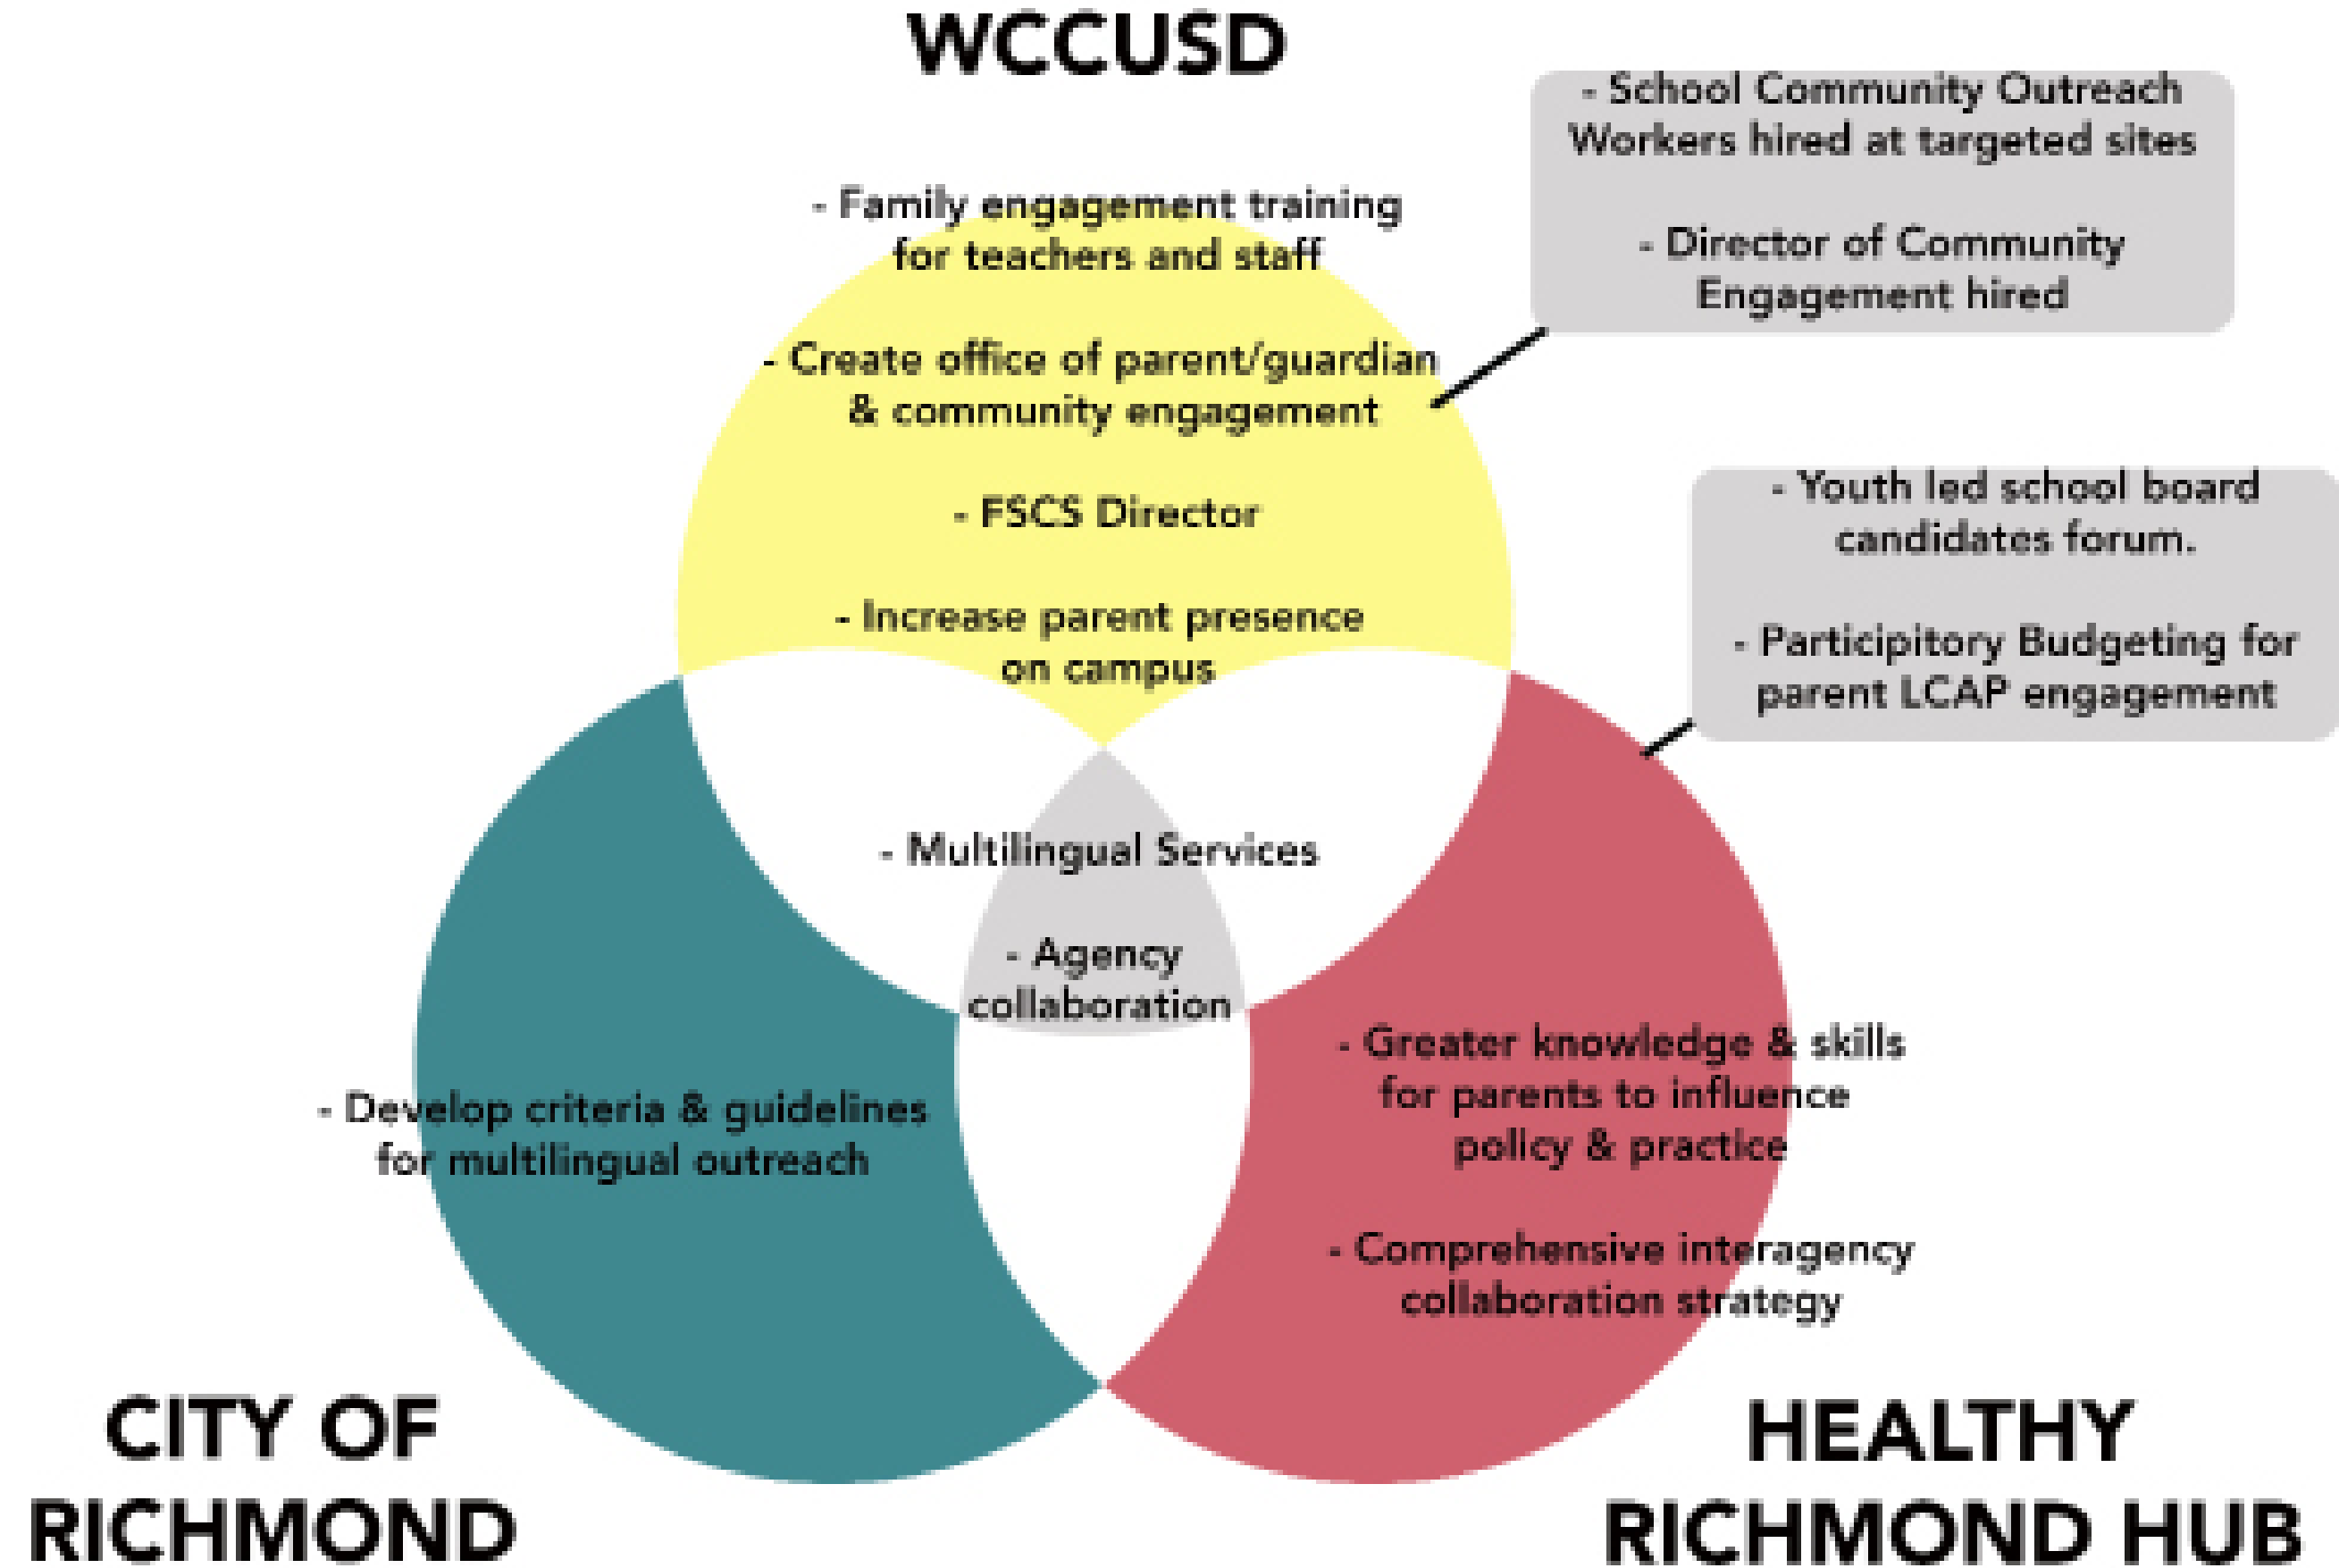 WCCUSD
- School Community Outreach
Workers hired at targeted sites
- Director of Community
Engagement hired
- Family engagement training
for teachers and staff
- Create office of parent/guardian
& community engagement
- FSCS Director
- Increase parent presence
on campus
- Youth led school board
candidates forum.
- Participitory Budgeting for
parent LCAP engagement
- Multilingual Services
- Agency
collaboration
- Develop criteria & guidelines
for multilingual outreach
- Greater knowledge & skills
for parents to influence
policy & practice
- Comprehensive interagency
collaboration strategy
CITY OF
RICHMOND
HEALTHY
RICHMOND HUB